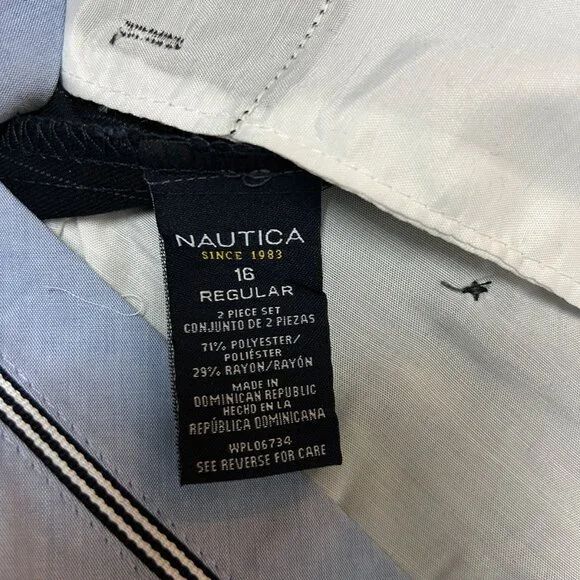 NAUTICA
SINCE 1983
16
REGULAR
2 PIECE SET
CONJUNTO DE 2 PIEZAS
71% POLYESTER/
POLIÉSTER
29% RAYON/RAYÓN
MADE IN
DOMINICAN REPUBLIC
HECHO EN LA
REPÚBLICA DOMINICANA
WPL06734
SEE REVERSE FOR CARE